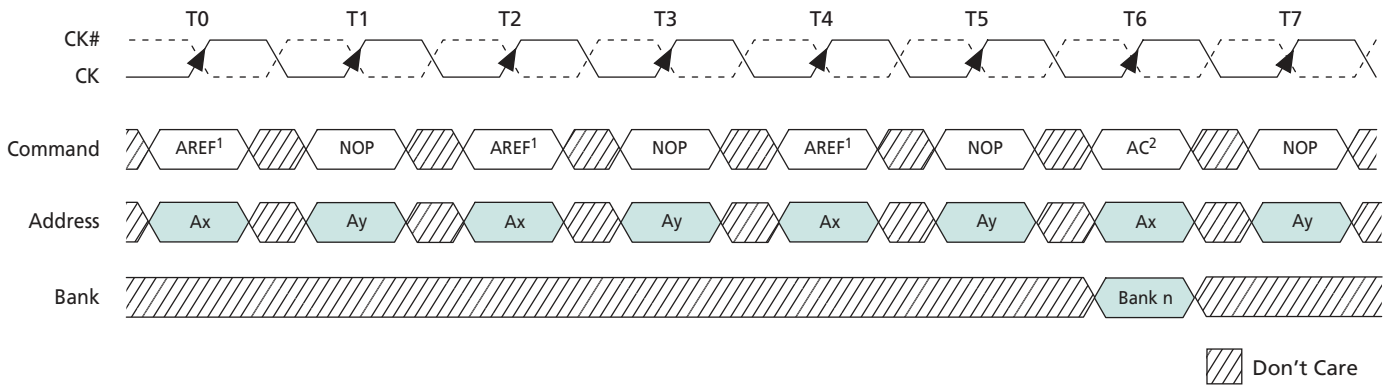 T0 T1 T2 T3 T4 T5 T6 T7
CK#
CK
Command AREF¹ NOP AREF¹ NOP AREF¹ NOP AC² NOP
Address Ax Ay Ax Ay Ax Ay Ax Ay
Bank Bank n
Don't Care